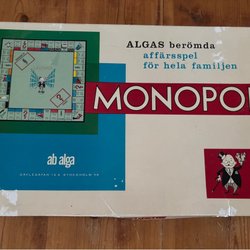 ALGAS berömda
affärsspel
för hela familjen
MONOPOL
ab alga